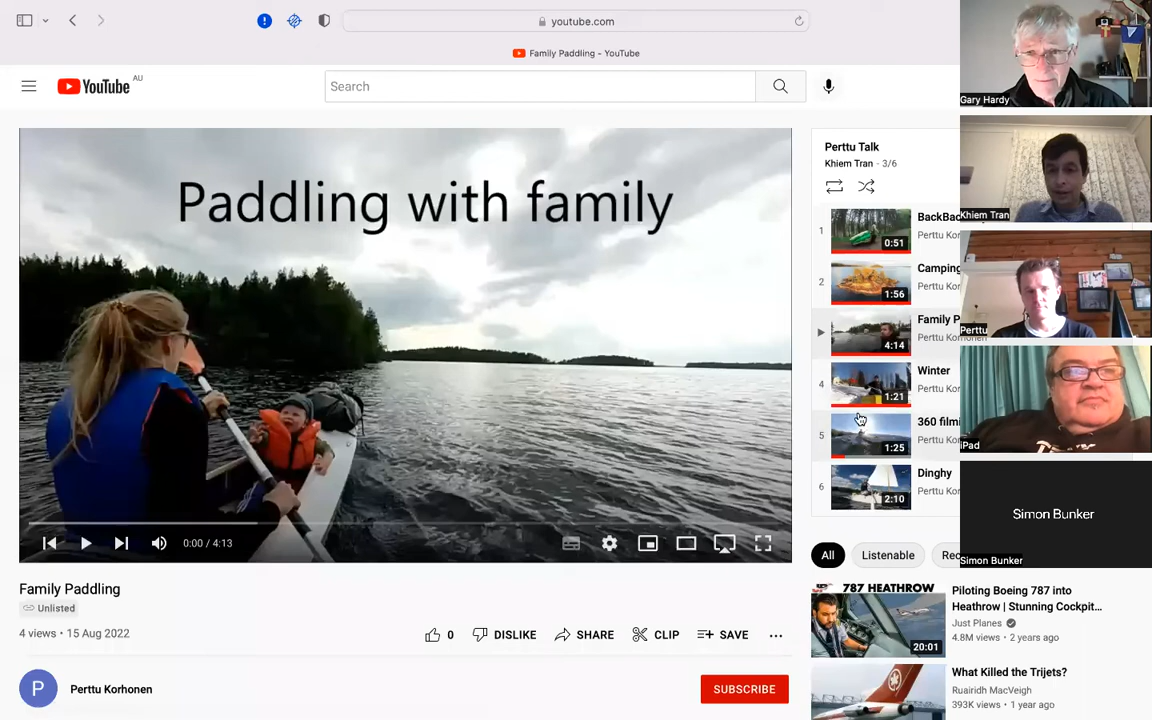 youtube.com
Family Paddling - YouTube
YouTube AU
Search
Paddling with family
0:00 / 4:13
Family Paddling
Unlisted
4 views • 15 Aug 2022
0
DISLIKE
SHARE
CLIP
SAVE
P
Perttu Korhonen
SUBSCRIBE
Perttu Talk
Khiem Tran - 3/6
1
0:51
Perttu
2
1:56
Camping
Perttu
4:14
Family
Perttu
4
1:21
Winter
Perttu
5
1:25
360
Perttu
6
2:10
Dinghy
Perttu
All
Listenable
787 HEATHROW
20:01
Piloting Boeing 787 into
Heathrow | Stunning Cockpit...
Just Planes
4.8M views • 2 years ago
What Killed the Trijets?
Ruairidh MacVeigh
393K views • 1 year ago
Gary Hardy
Khiem Tran
Perttu
iPad
Simon Bunker
Simon Bunker